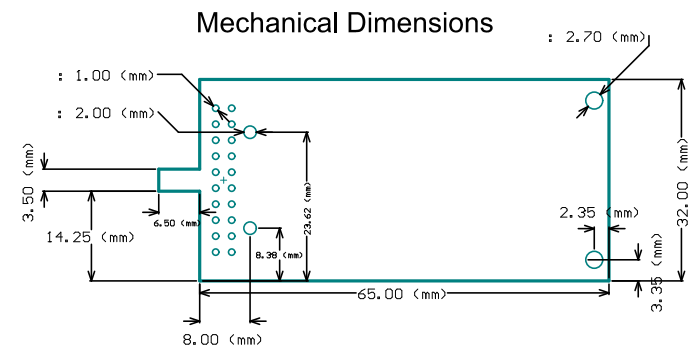 Mechanical Dimensions
: 2.70 (mm)
: 1.00 (mm)
: 2.00 (mm)
3.50 (mm)
6.50 (mm)
14.25 (mm)
23.62 (mm)
8.38 (mm)
2.35 (mm)
32.00 (mm)
3.35 (mm)
65.00 (mm)
8.00 (mm)